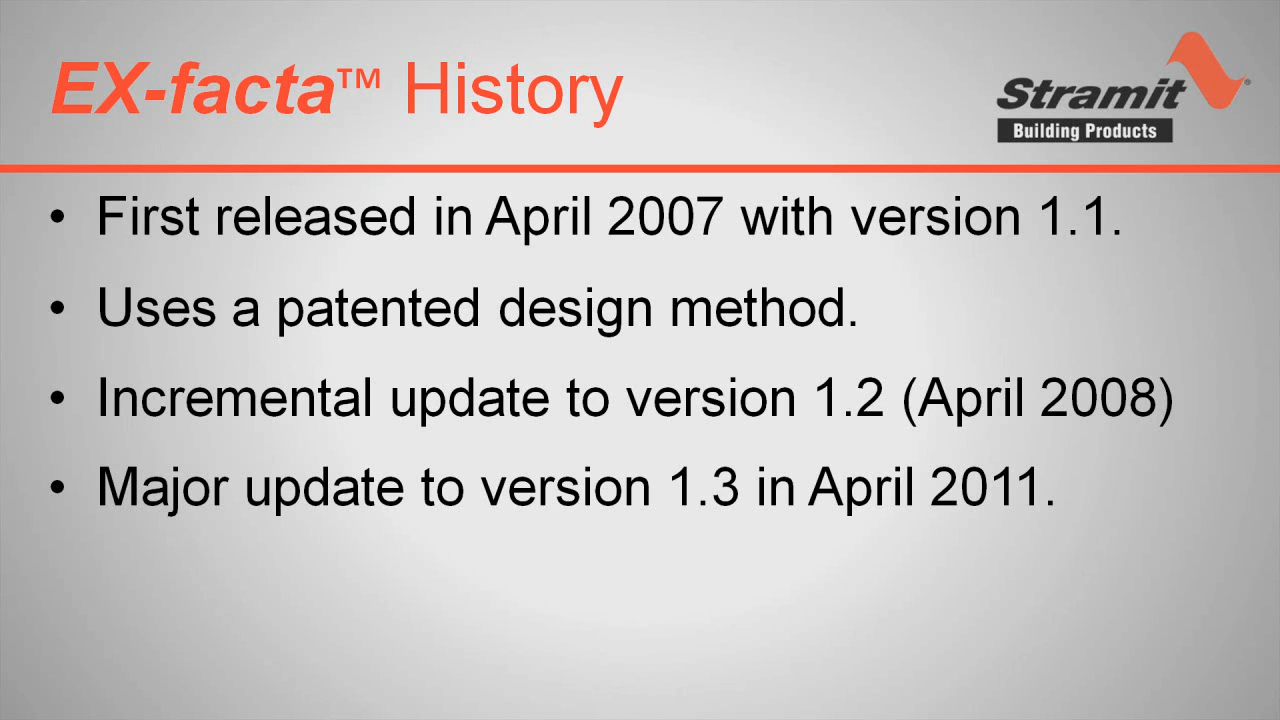 EX-facta™ History
Stramit®
Building Products
• First released in April 2007 with version 1.1.
• Uses a patented design method.
• Incremental update to version 1.2 (April 2008)
• Major update to version 1.3 in April 2011.